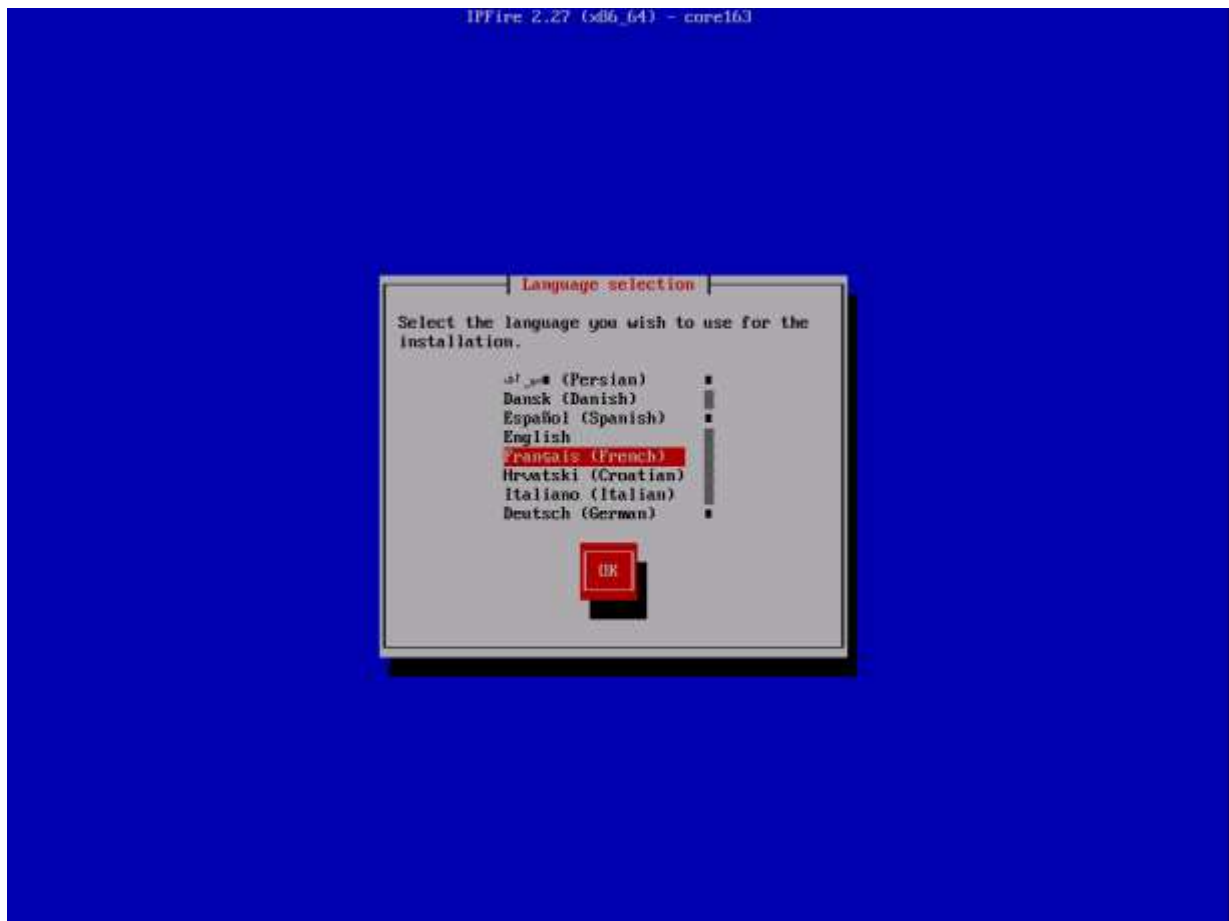 IPFire 2.27 (x86_64) - core163
Language selection
Select the language you wish to use for the
installation.
(Persian)
Dansk (Danish)
Español (Spanish)
English
Français (French)
Hrvatski (Croatian)
Italiano (Italian)
Deutsch (German)
OK